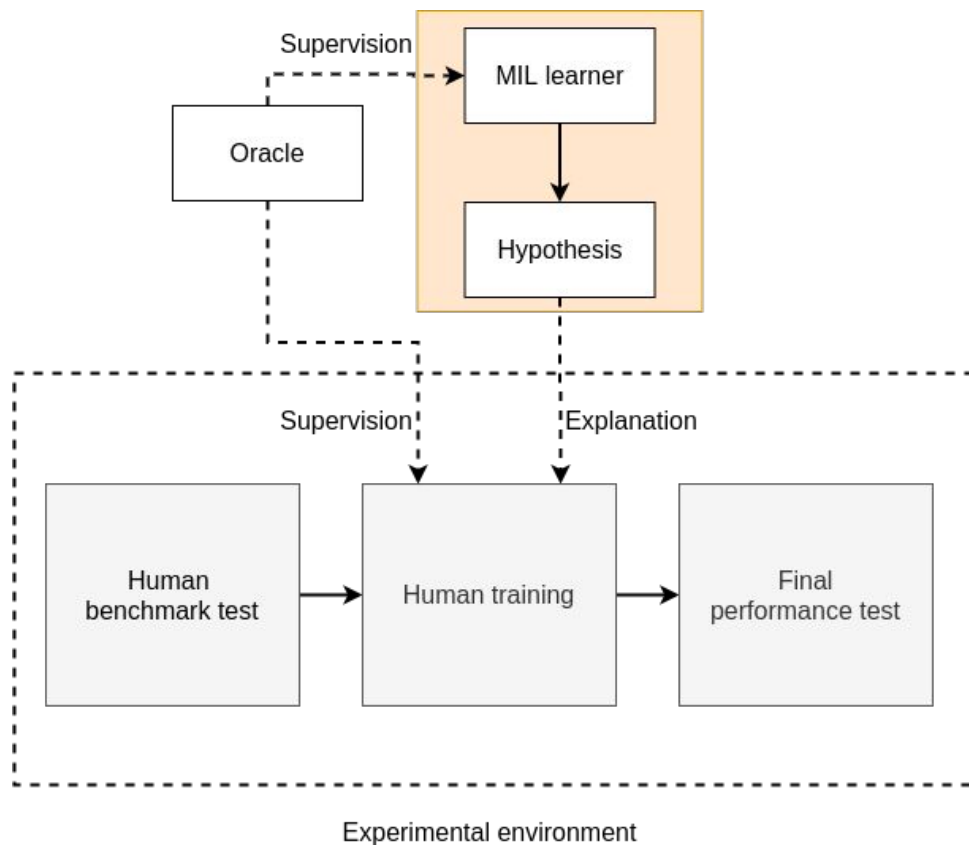 Supervision
MIL learner
Oracle
Hypothesis
Supervision
Explanation
Human
benchmark test
Human training
Final
performance test
Experimental environment